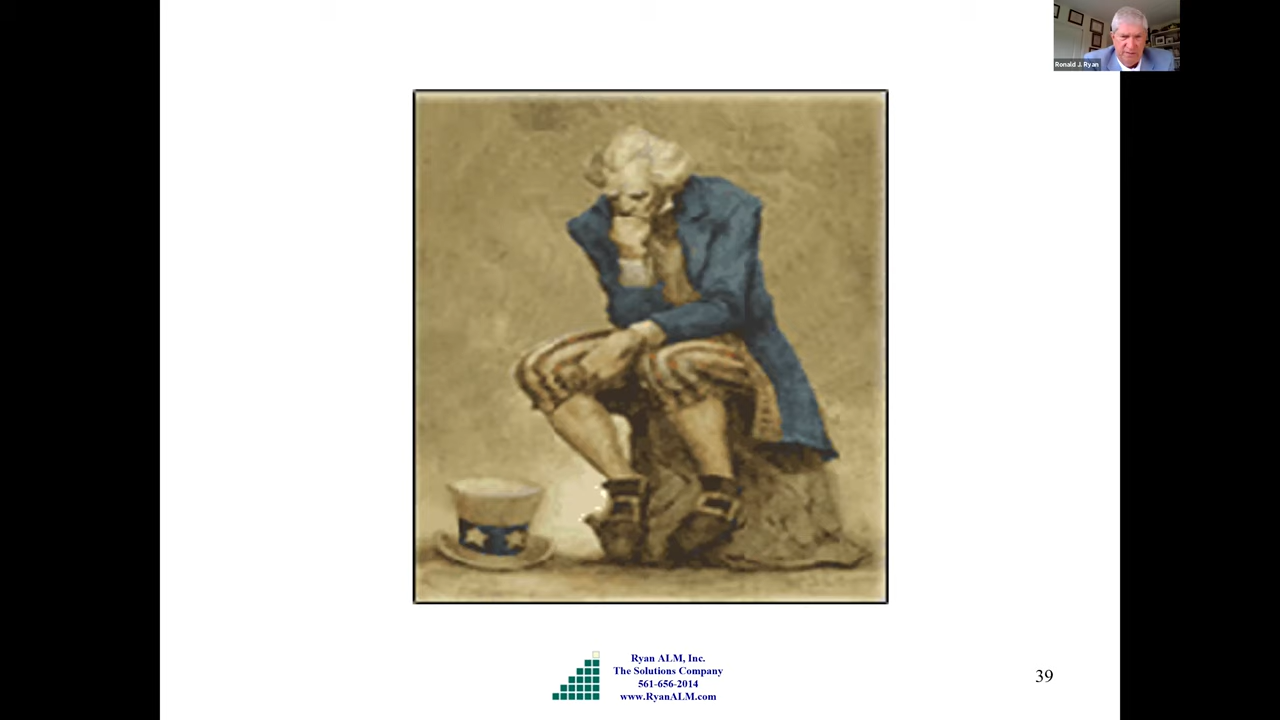 Ronald J. Ryan
Ryan ALM, Inc.
The Solutions Company
561-656-2014
www.RyanALM.com
39